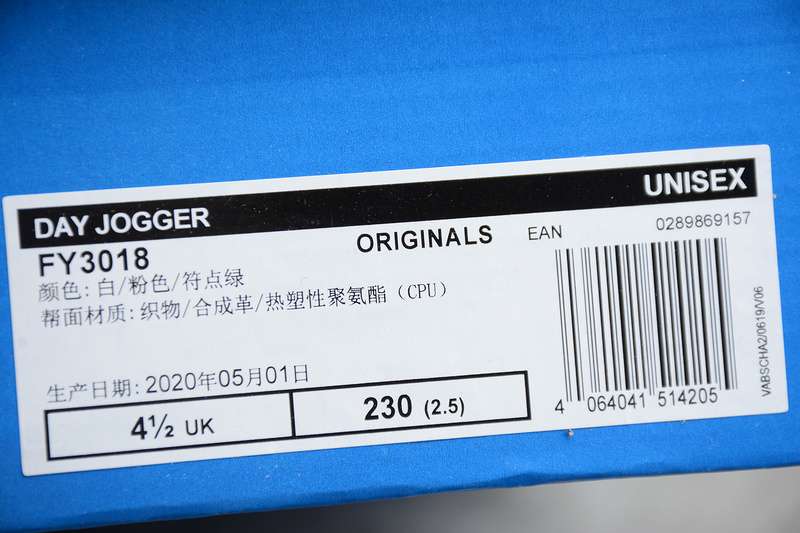 DAY JOGGER
UNISEX
FY3018
ORIGINALS
EAN
0289869157
颜色: 白/粉色/符点绿
帮面材质: 织物/合成革/热塑性聚氨酯（CPU）
生产日期: 2020年05月01日
4½ UK
230 (2.5)
4 064041 514205
VABSCHA2/0619/V06